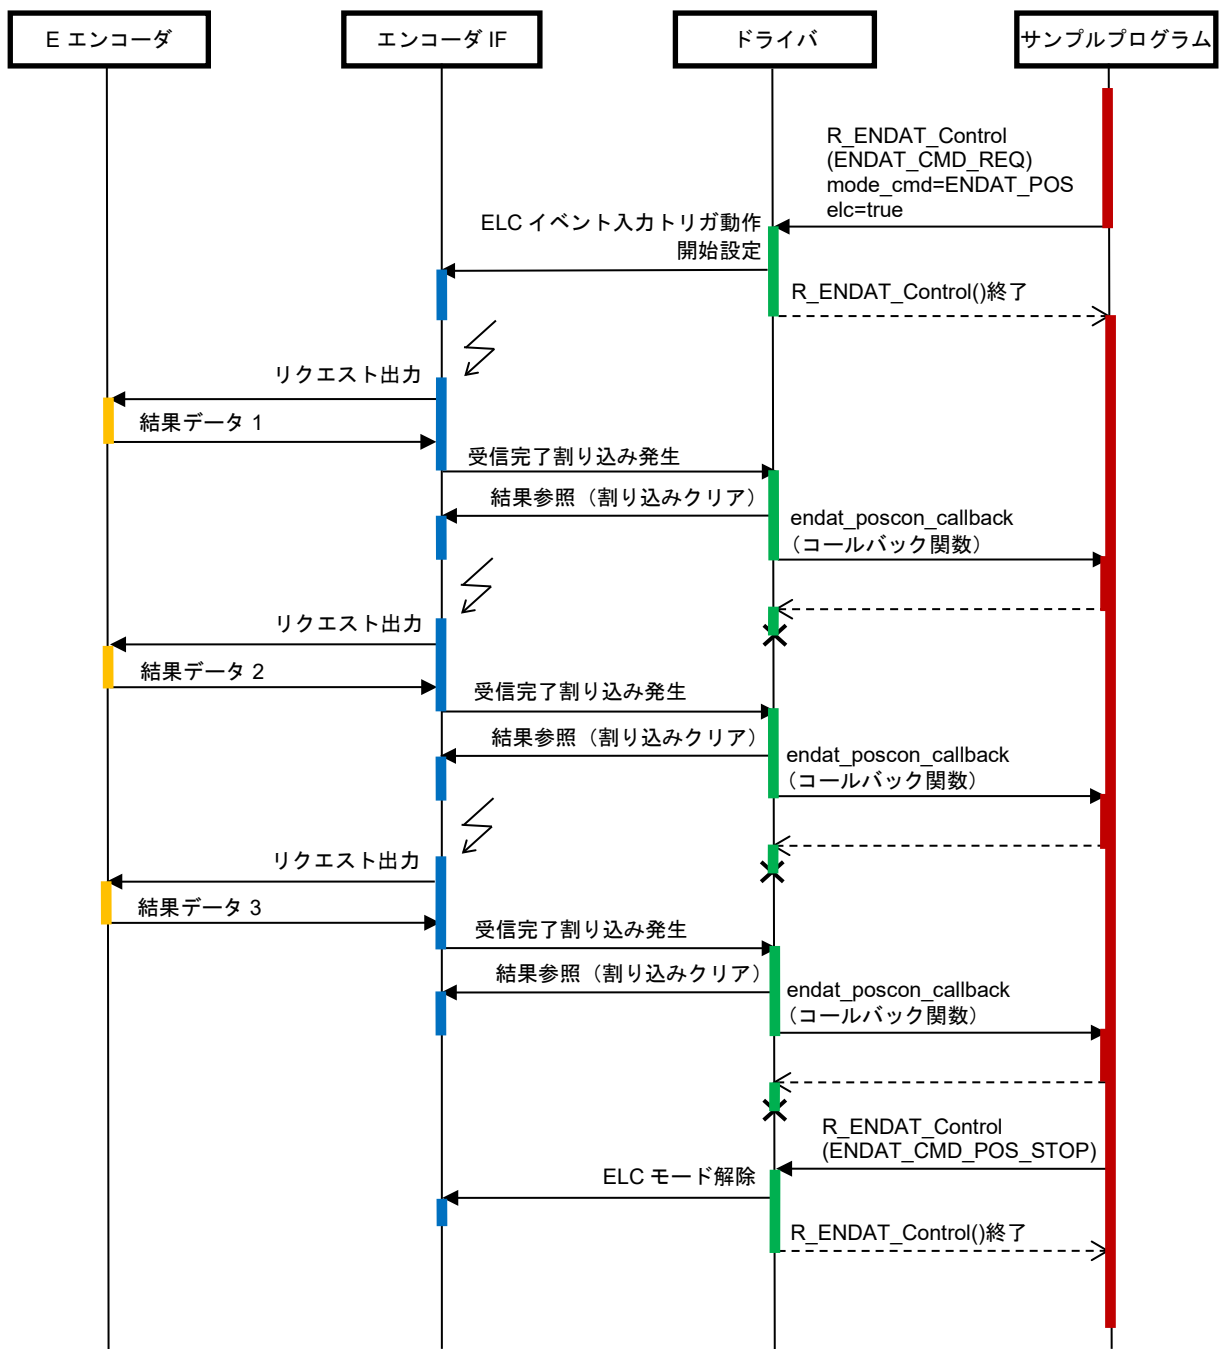 E エンコーダ
エンコーダ IF
ドライバ
サンプルプログラム
R_ENDAT_Control
(ENDAT_CMD_REQ)
mode_cmd=ENDAT_POS
elc=true
ELC イベント入力トリガ動作
開始設定
R_ENDAT_Control()終了
リクエスト出力
結果データ 1
受信完了割り込み発生
結果参照（割り込みクリア）
endat_poscon_callback
（コールバック関数）
リクエスト出力
結果データ 2
受信完了割り込み発生
結果参照（割り込みクリア）
endat_poscon_callback
（コールバック関数）
リクエスト出力
結果データ 3
受信完了割り込み発生
結果参照（割り込みクリア）
endat_poscon_callback
（コールバック関数）
R_ENDAT_Control
(ENDAT_CMD_POS_STOP)
ELC モード解除
R_ENDAT_Control()終了